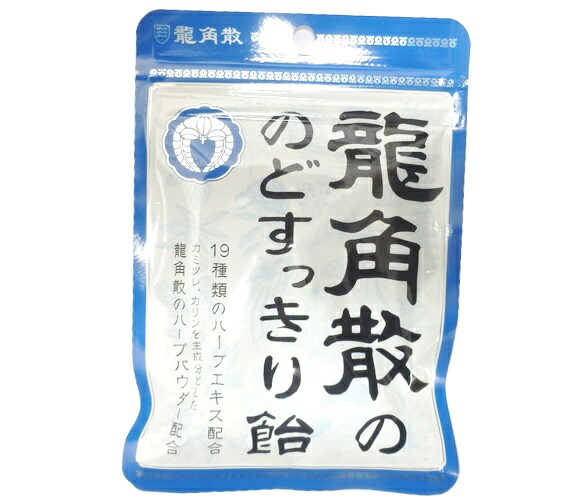 龍角散
龍角散の
のどすっきり飴
19種類のハーブエキス配合
カミツレ、カリンを主成分とした
龍角散のハーブパウダー配合